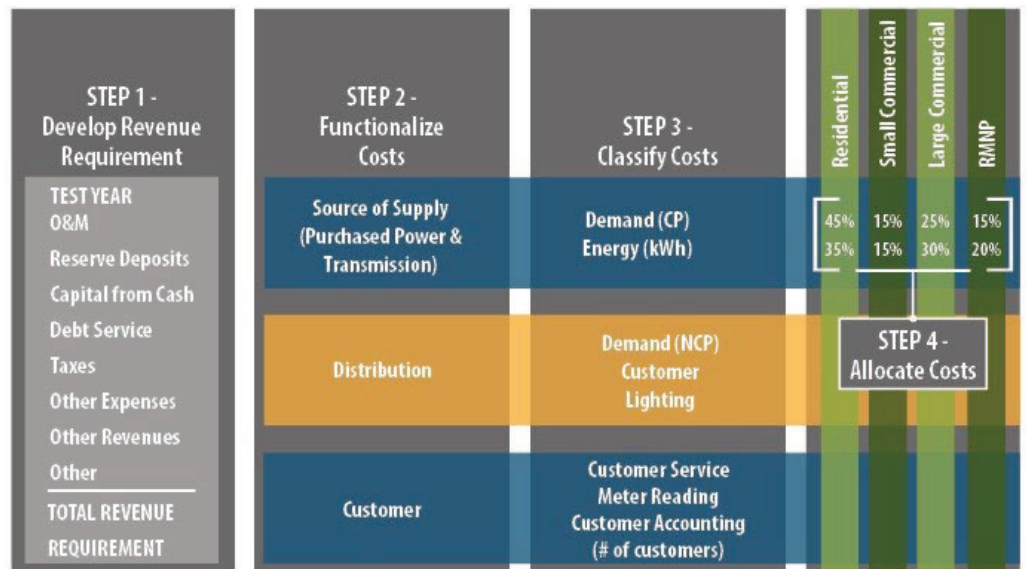 STEP 1 -
Develop Revenue
Requirement
TEST YEAR
O&M
Reserve Deposits
Capital from Cash
Debt Service
Taxes
Other Expenses
Other Revenues
Other
TOTAL REVENUE
REQUIREMENT
STEP 2 -
Functionalize
Costs
Source of Supply
(Purchased Power &
Transmission)
Distribution
Customer
STEP 3 -
Classify Costs
Demand (CP)
Energy (kWh)
Demand (NCP)
Customer
Lighting
Customer Service
Meter Reading
Customer Accounting
(# of customers)
Residential
Small Commercial
Large Commercial
RMNP
45% 15% 25% 15%
35% 15% 30% 20%
STEP 4 -
Allocate Costs